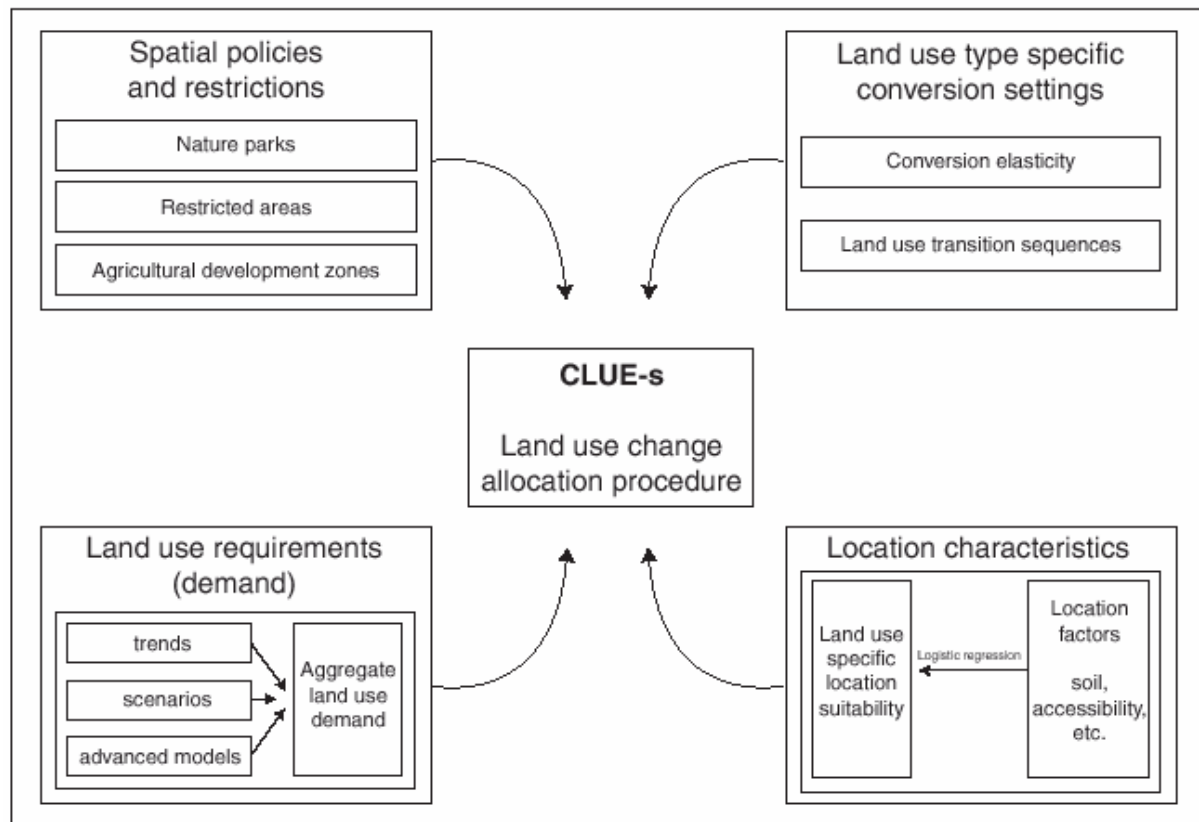 Spatial policies
and restrictions
Nature parks
Restricted areas
Agricultural development zones
Land use type specific
conversion settings
Conversion elasticity
Land use transition sequences
CLUE-s
Land use change
allocation procedure
Land use requirements
(demand)
trends
scenarios
advanced models
Aggregate
land use
demand
Location characteristics
Land use
specific
location
suitability
Logistic regression
Location
factors
soil,
accessibility,
etc.